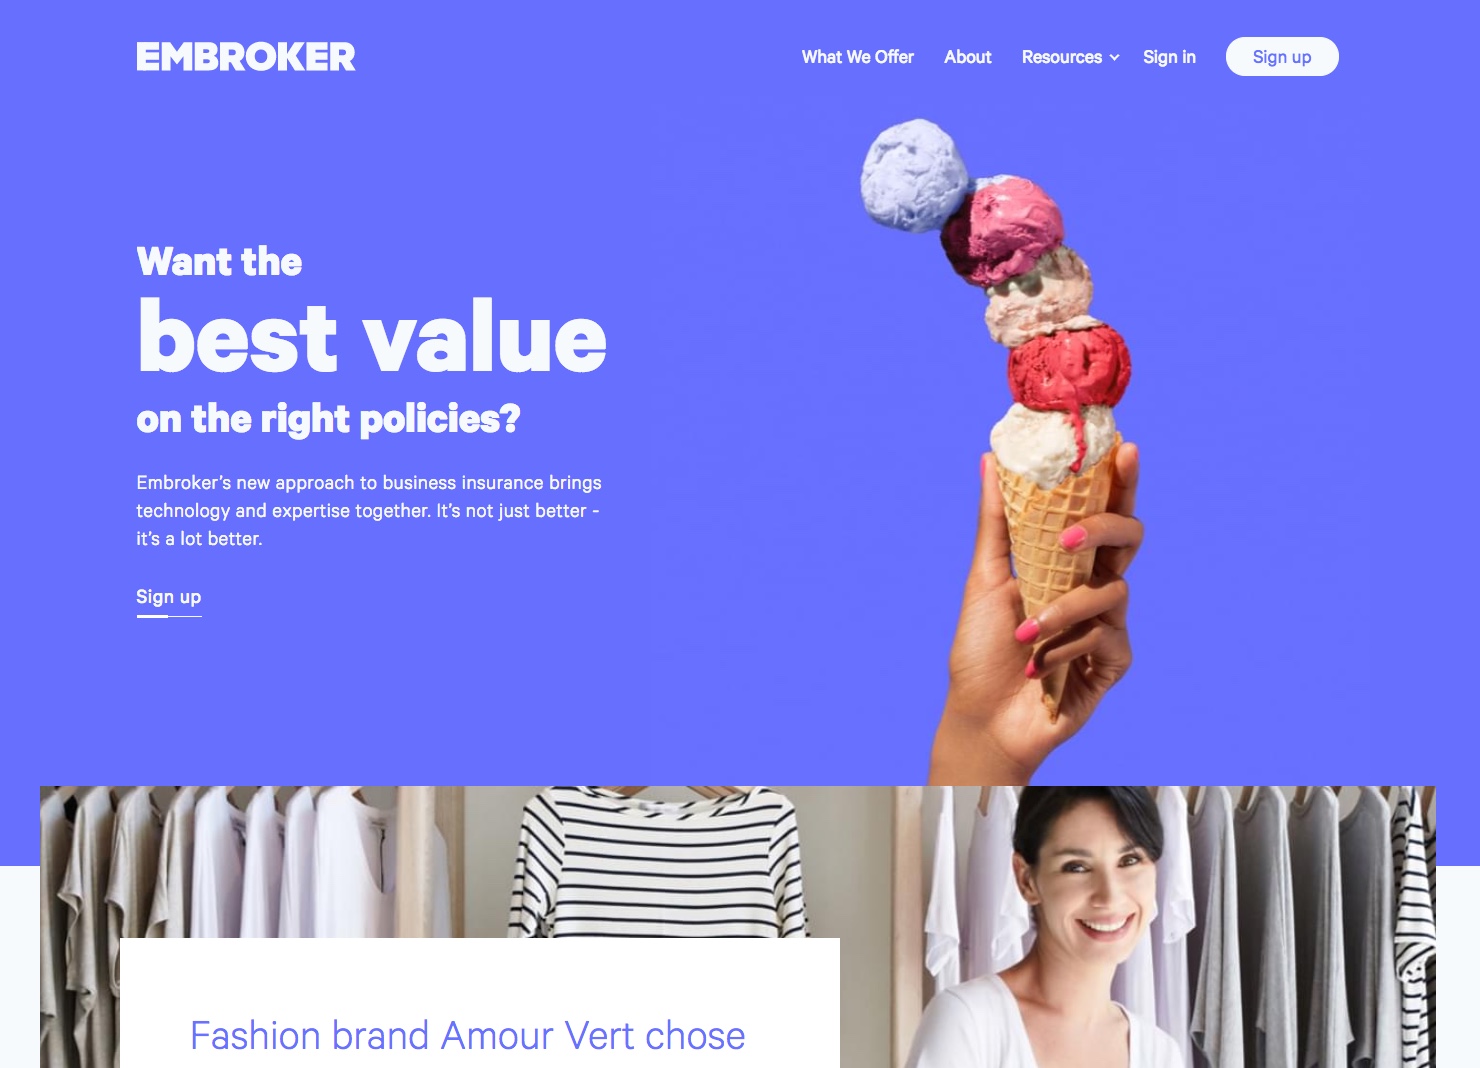 EMBROKER
What We Offer
About
Resources
Sign in
Sign up
Want the
best value
on the right policies?
Embroker’s new approach to business insurance brings
technology and expertise together. It’s not just better -
it’s a lot better.
Sign up
Fashion brand Amour Vert chose